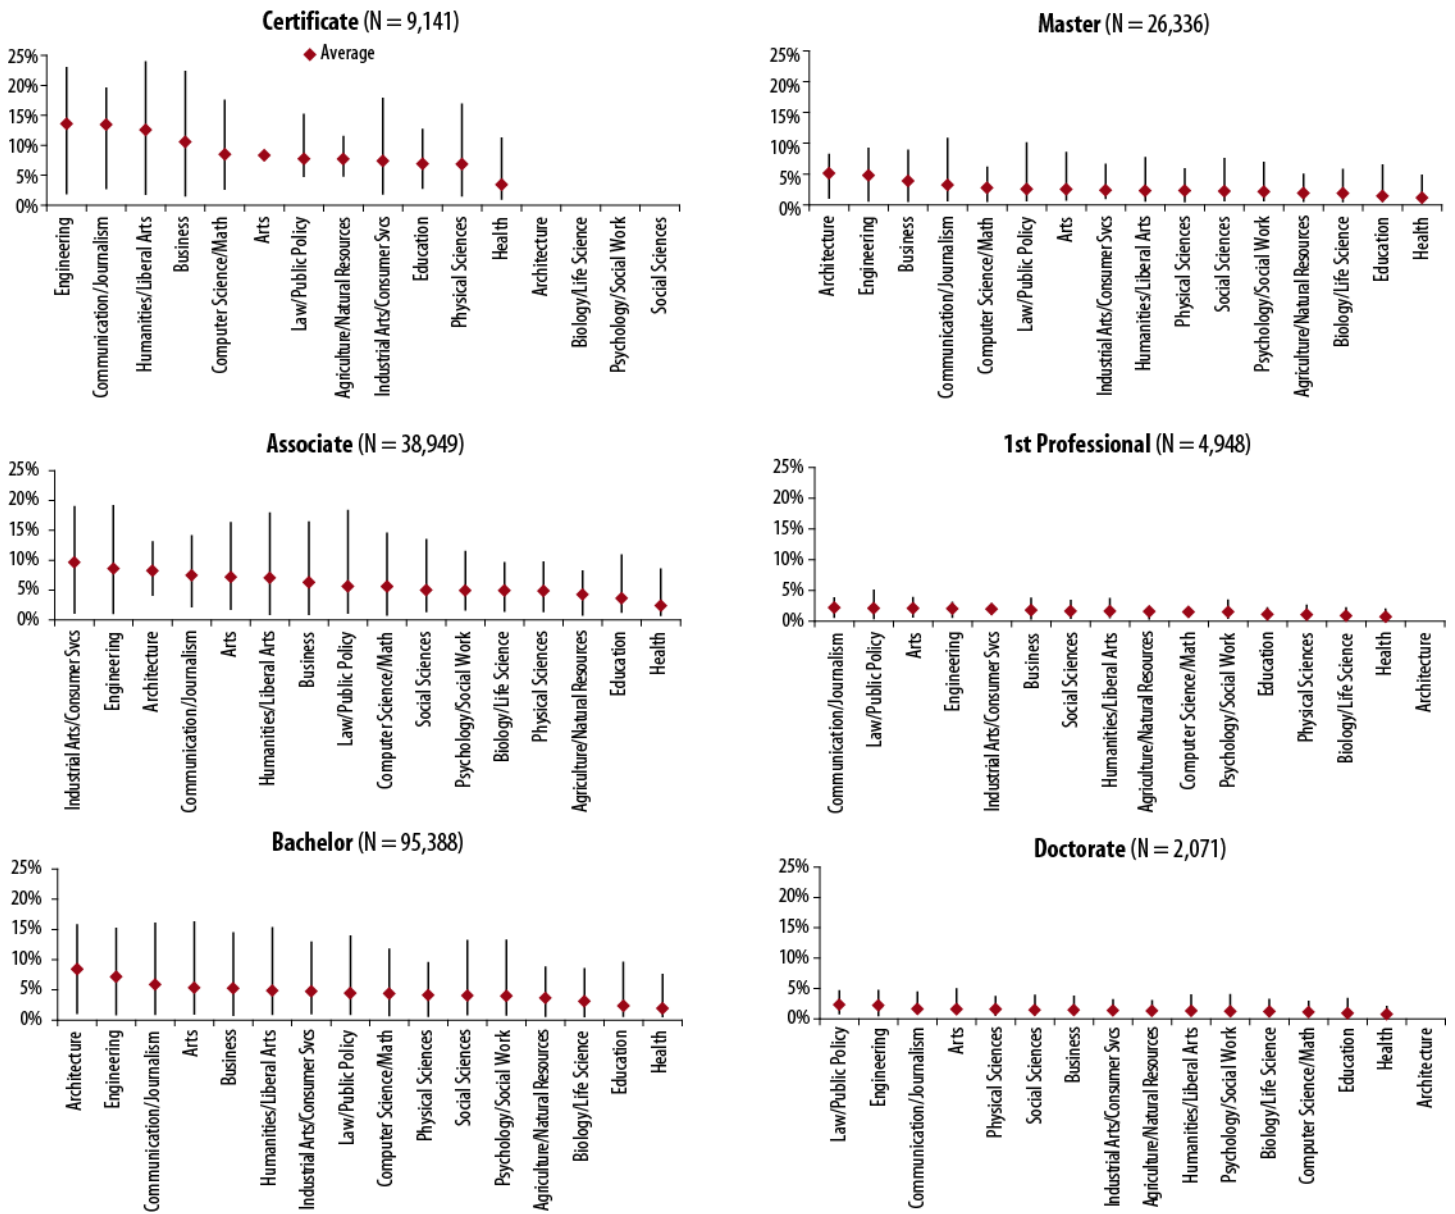 Certificate (N = 9,141)
Average
25%
20%
15%
10%
5%
0%
Engineering
Communication/Journalism
Humanities/Liberal Arts
Business
Computer Science/Math
Arts
Law/Public Policy
Agriculture/Natural Resources
Industrial Arts/Consumer Svcs
Education
Physical Sciences
Health
Architecture
Biology/Life Science
Psychology/Social Work
Social Sciences
Master (N = 26,336)
25%
20%
15%
10%
5%
0%
Architecture
Engineering
Business
Communication/Journalism
Computer Science/Math
Law/Public Policy
Arts
Industrial Arts/Consumer Svcs
Humanities/Liberal Arts
Physical Sciences
Social Sciences
Psychology/Social Work
Agriculture/Natural Resources
Biology/Life Science
Education
Health
Associate (N = 38,949)
25%
20%
15%
10%
5%
0%
Industrial Arts/Consumer Svcs
Engineering
Architecture
Communication/Journalism
Arts
Humanities/Liberal Arts
Business
Law/Public Policy
Computer Science/Math
Social Sciences
Psychology/Social Work
Biology/Life Science
Physical Sciences
Agriculture/Natural Resources
Education
Health
1st Professional (N = 4,948)
25%
20%
15%
10%
5%
0%
Communication/Journalism
Law/Public Policy
Arts
Engineering
Industrial Arts/Consumer Svcs
Business
Social Sciences
Humanities/Liberal Arts
Agriculture/Natural Resources
Computer Science/Math
Psychology/Social Work
Education
Physical Sciences
Biology/Life Science
Health
Architecture
Bachelor (N = 95,388)
25%
20%
15%
10%
5%
0%
Architecture
Engineering
Communication/Journalism
Arts
Business
Humanities/Liberal Arts
Industrial Arts/Consumer Svcs
Law/Public Policy
Computer Science/Math
Physical Sciences
Social Sciences
Psychology/Social Work
Agriculture/Natural Resources
Biology/Life Science
Education
Health
Doctorate (N = 2,071)
25%
20%
15%
10%
5%
0%
Law/Public Policy
Engineering
Communication/Journalism
Arts
Physical Sciences
Social Sciences
Business
Industrial Arts/Consumer Svcs
Agriculture/Natural Resources
Humanities/Liberal Arts
Psychology/Social Work
Biology/Life Science
Computer Science/Math
Education
Health
Architecture